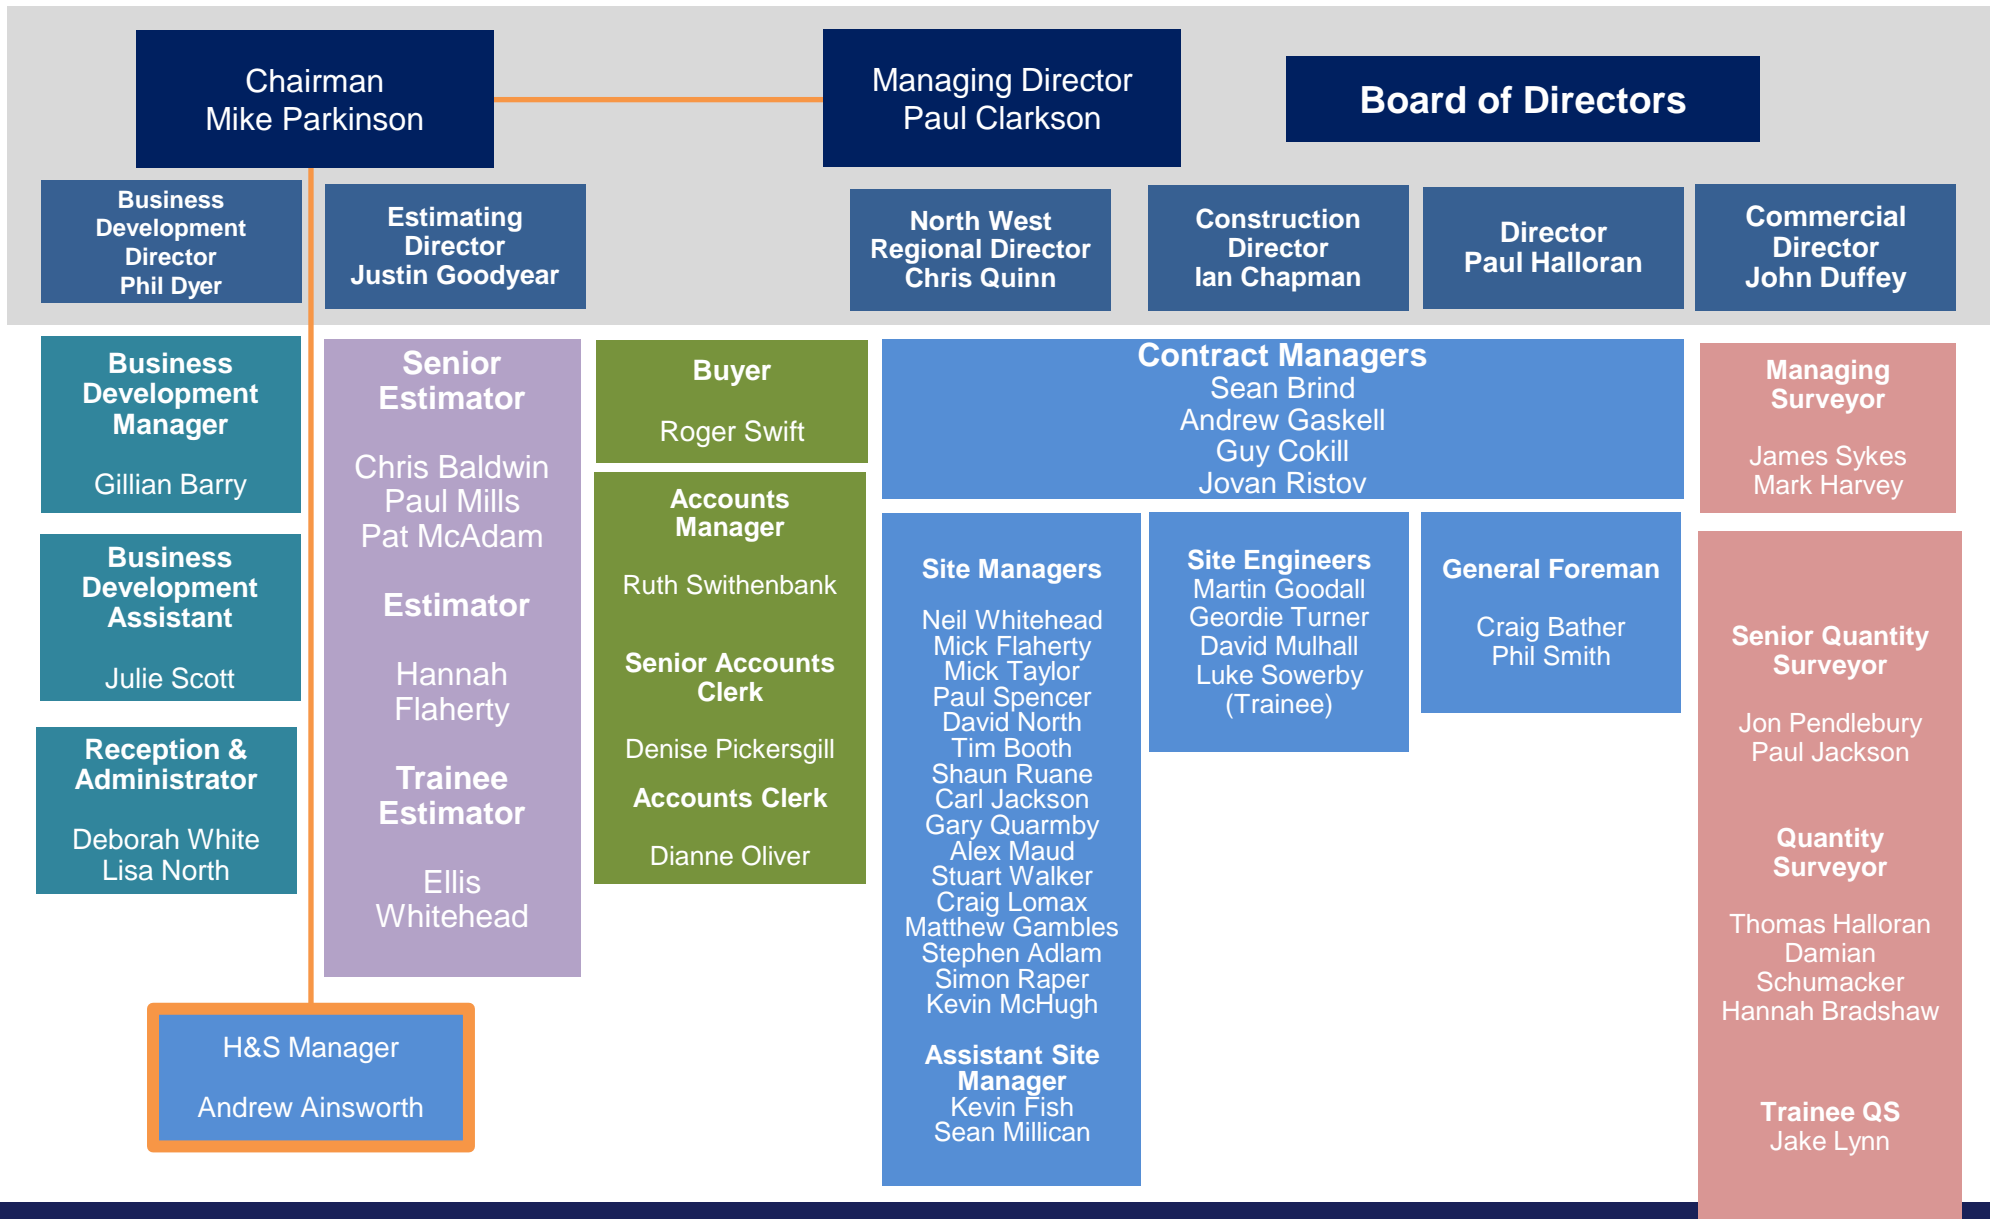 Chairman
Mike Parkinson
Managing Director
Paul Clarkson
Board of Directors
Business
Development
Director
Phil Dyer
Estimating
Director
Justin Goodyear
North West
Regional Director
Chris Quinn
Construction
Director
Ian Chapman
Director
Paul Halloran
Commercial
Director
John Duffey
Business
Development
Manager
Gillian Barry
Business
Development
Assistant
Julie Scott
Reception &
Administrator
Deborah White
Lisa North
H&S Manager
Andrew Ainsworth
Senior
Estimator
Chris Baldwin
Paul Mills
Pat McAdam
Estimator
Hannah
Flaherty
Trainee
Estimator
Ellis
Whitehead
Buyer
Roger Swift
Accounts
Manager
Ruth Swithenbank
Senior Accounts
Clerk
Denise Pickersgill
Accounts Clerk
Dianne Oliver
Contract Managers
Sean Brind
Andrew Gaskell
Guy Cokill
Jovan Ristov
Site Managers
Neil Whitehead
Mick Flaherty
Mick Taylor
Paul Spencer
David North
Tim Booth
Shaun Ruane
Carl Jackson
Gary Quarmby
Alex Maud
Stuart Walker
Craig Lomax
Matthew Gambles
Stephen Adlam
Simon Raper
Kevin McHugh
Assistant Site
Manager
Kevin Fish
Sean Millican
Site Engineers
Martin Goodall
Geordie Turner
David Mulhall
Luke Sowerby
(Trainee)
General Foreman
Craig Bather
Phil Smith
Managing
Surveyor
James Sykes
Mark Harvey
Senior Quantity
Surveyor
Jon Pendlebury
Paul Jackson
Quantity
Surveyor
Thomas Halloran
Damian
Schumacker
Hannah Bradshaw
Trainee QS
Jake Lynn